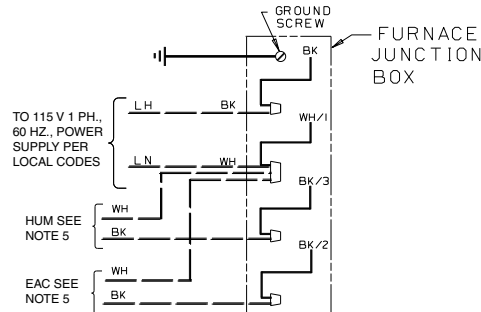 GROUND
SCREW
FURNACE
JUNCTION
BOX
BK
LH BK
TO 115 V 1 PH.,
60 HZ., POWER
SUPPLY PER
LOCAL CODES
WH/1
LN WH
BK/3
WH
HUM SEE
NOTE 5
BK
BK/2
WH
EAC SEE
NOTE 5
BK